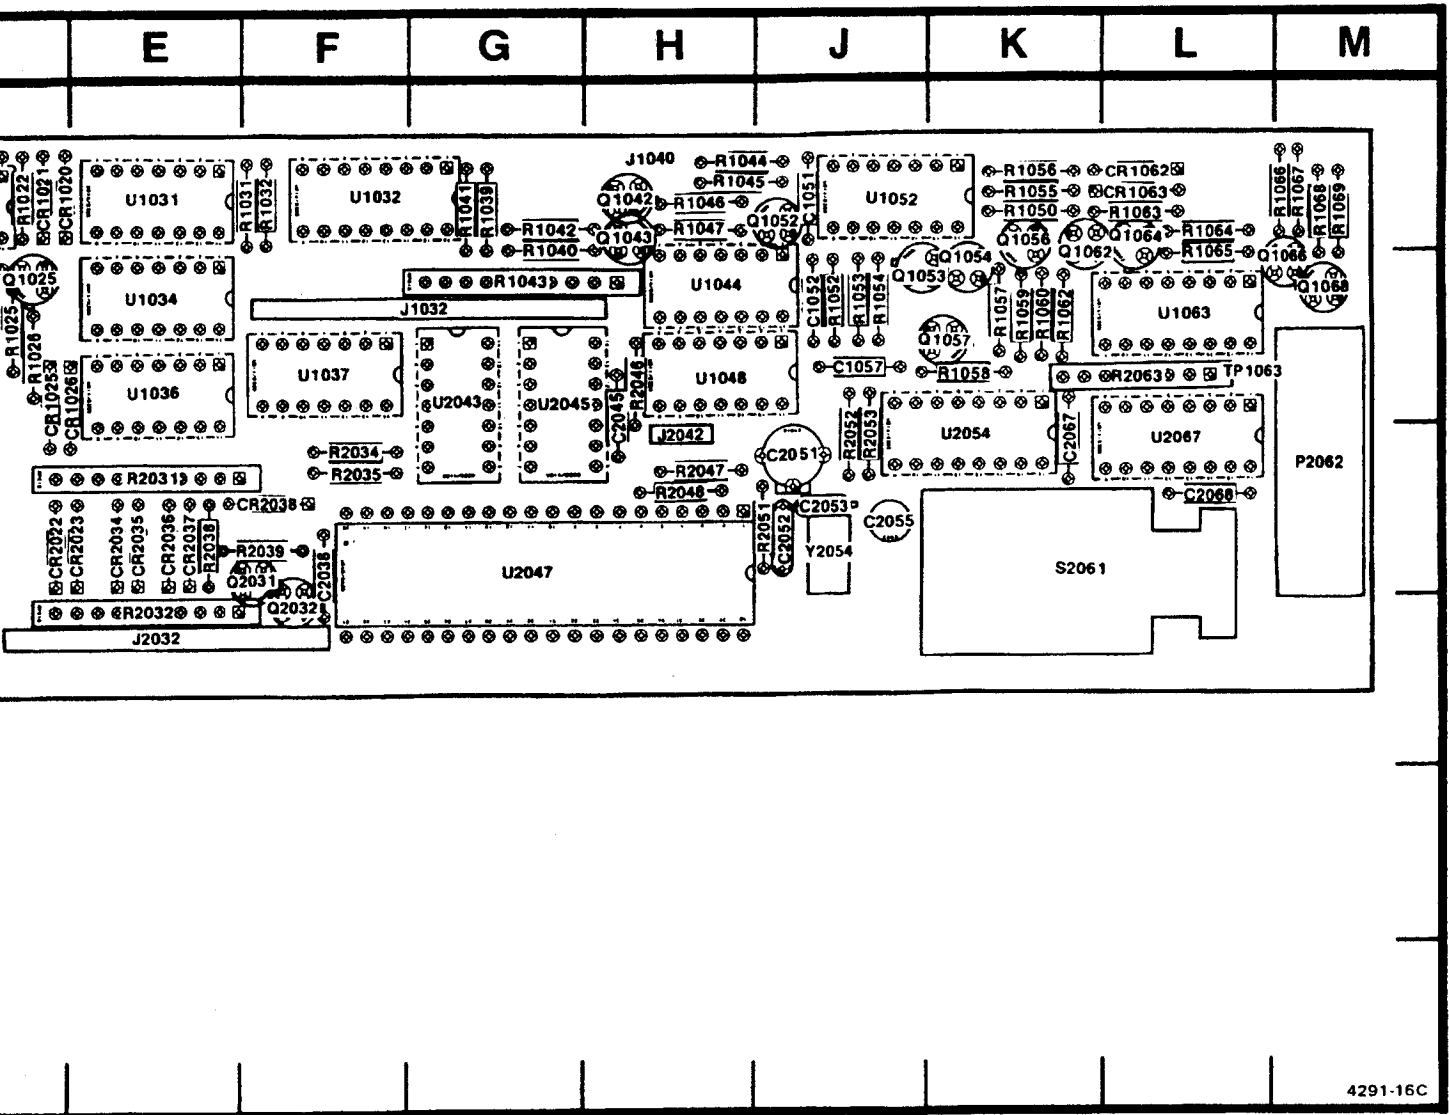 E F G H J K L M
R1022 CR1021 CR1020 U1031 R1031 R1032 U1032 R1041 R1039 J1040 R1044 C1051 U1052 R1056 CR1062 R1066 R1067 R1068 R1069
R1045 R1055 CR1063
Q1042 R1046 R1050 R1063
R1042 Q1043 R1047 Q1052 Q1056 Q1062 Q1064 R1064
R1040 Q1053 Q1054 R1065 Q1066
Q1025 R1043 U1044 C1052 R1052 R1053 R1054 R1057 R1059 R1060 R1062 Q1068
R1025 R1026 U1034 J1032 U1063
Q1057
U1037 R2046 U1048 C1057 R1058 R2063 TP1063
CR1025 CR1026 U1036 U2043 U2045 C2045
R2034 J2042 R2052 R2053 U2054 C2067 U2067
R2035 R2047 C2051 P2062
R2031 R2048 C2068
CR2022 CR2023 CR2034 CR2035 CR2036 CR2037 R2038 CR2038 R2051 C2052 C2053 C2055
R2039 C2038 U2047 Y2054 S2061
Q2031
R2032 Q2032
J2032
4291-16C